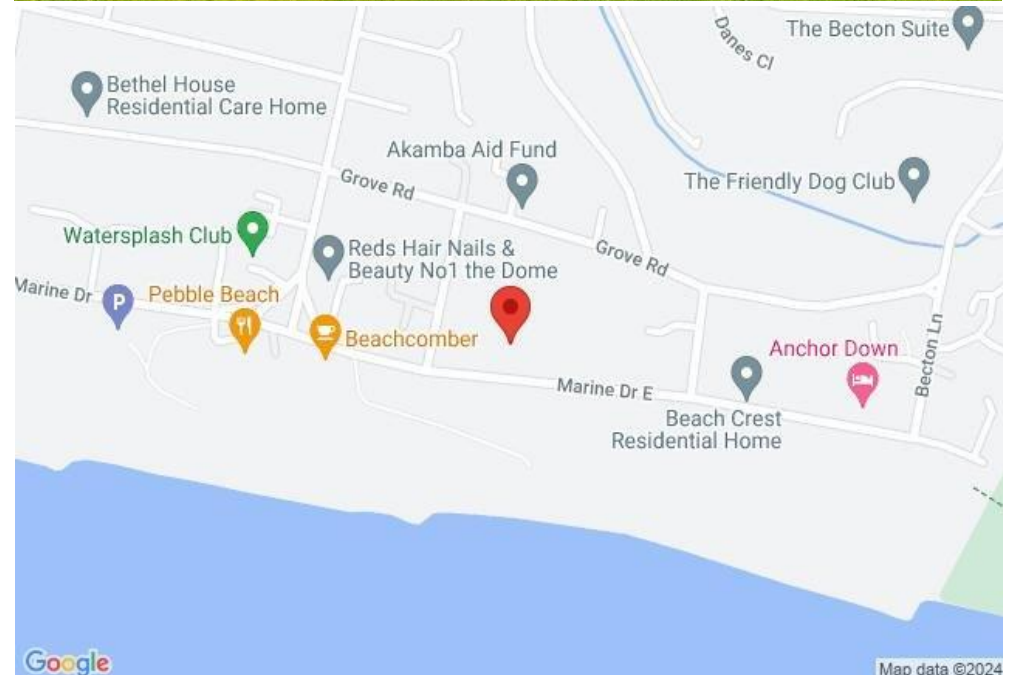 The Becton Suite
Danes Cl
Bethel House
Residential Care Home
Akamba Aid Fund
Grove Rd
The Friendly Dog Club
Watersplash Club
Reds Hair Nails &
Beauty No1 the Dome
Grove Rd
Marine Dr
P
Pebble Beach
Beachcomber
Anchor Down
Becton Ln
Marine Dr E
Beach Crest
Residential Home
Google
Map data ©2024